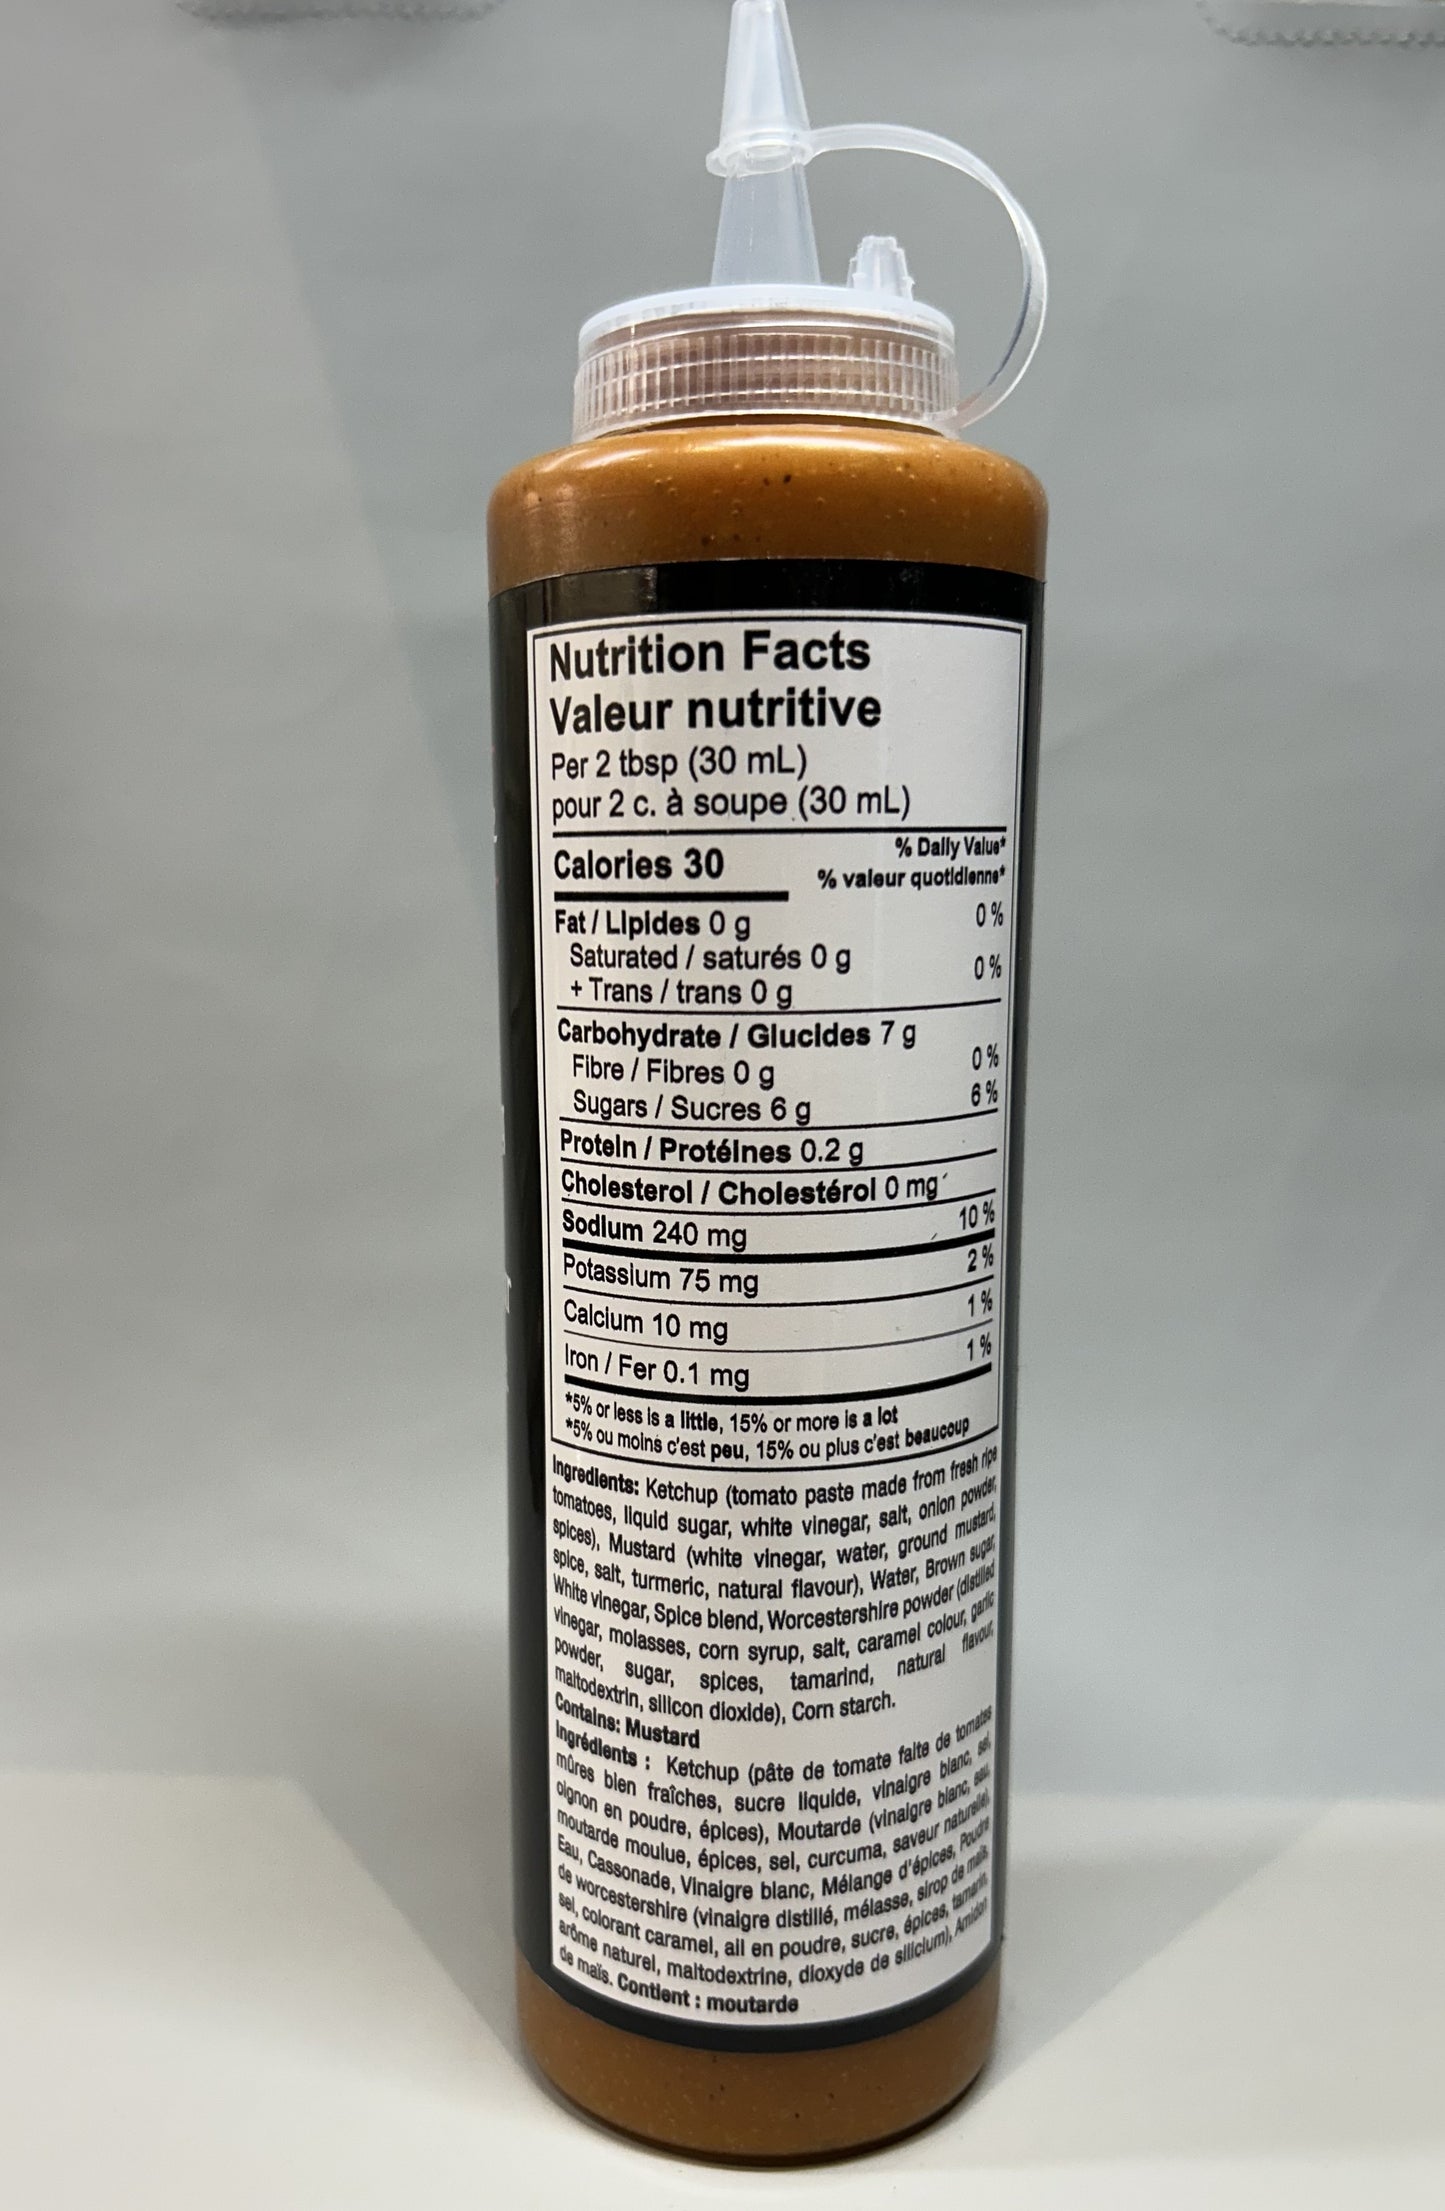 Nutrition Facts
Valeur nutritive
Per 2 tbsp (30 mL)
pour 2 c. à soupe (30 mL)
Calories 30
% Daily Value*
% valeur quotidienne*
Fat / Lipides 0 g 0 %
Saturated / saturés 0 g
+ Trans / trans 0 g 0 %
Carbohydrate / Glucides 7 g
Fibre / Fibres 0 g 0 %
Sugars / Sucres 6 g 6 %
Protein / Protéines 0.2 g
Cholesterol / Cholestérol 0 mg
Sodium 240 mg 10 %
Potassium 75 mg 2 %
Calcium 10 mg 1 %
Iron / Fer 0.1 mg 1 %
*5% or less is a little, 15% or more is a lot
*5% ou moins c'est peu, 15% ou plus c'est beaucoup
Ingredients: Ketchup (tomato paste made from fresh ripe
tomatoes, liquid sugar, white vinegar, salt, onion powder,
spices), Mustard (white vinegar, water, ground mustard,
spice, salt, turmeric, natural flavour), Water, Brown sugar,
White vinegar, Spice blend, Worcestershire powder (distilled
vinegar, molasses, corn syrup, salt, caramel colour, garlic
powder, sugar, spices, tamarind, natural flavour,
maltodextrin, silicon dioxide), Corn starch.
Contains: Mustard
Ingrédients : Ketchup (pâte de tomate faite de tomates
mûres bien fraîches, sucre liquide, vinaigre blanc, sel,
oignon en poudre, épices), Moutarde (vinaigre blanc, eau,
moutarde moulue, épices, sel, curcuma, saveur naturelle),
Eau, Cassonade, Vinaigre blanc, Mélange d'épices, Poudre
de worcestershire (vinaigre distillé, mélasse, sirop de maïs,
sel, colorant caramel, ail en poudre, sucre, épices, tamarin,
arôme naturel, maltodextrine, dioxyde de silicium), Amidon
de maïs. Contient : moutarde